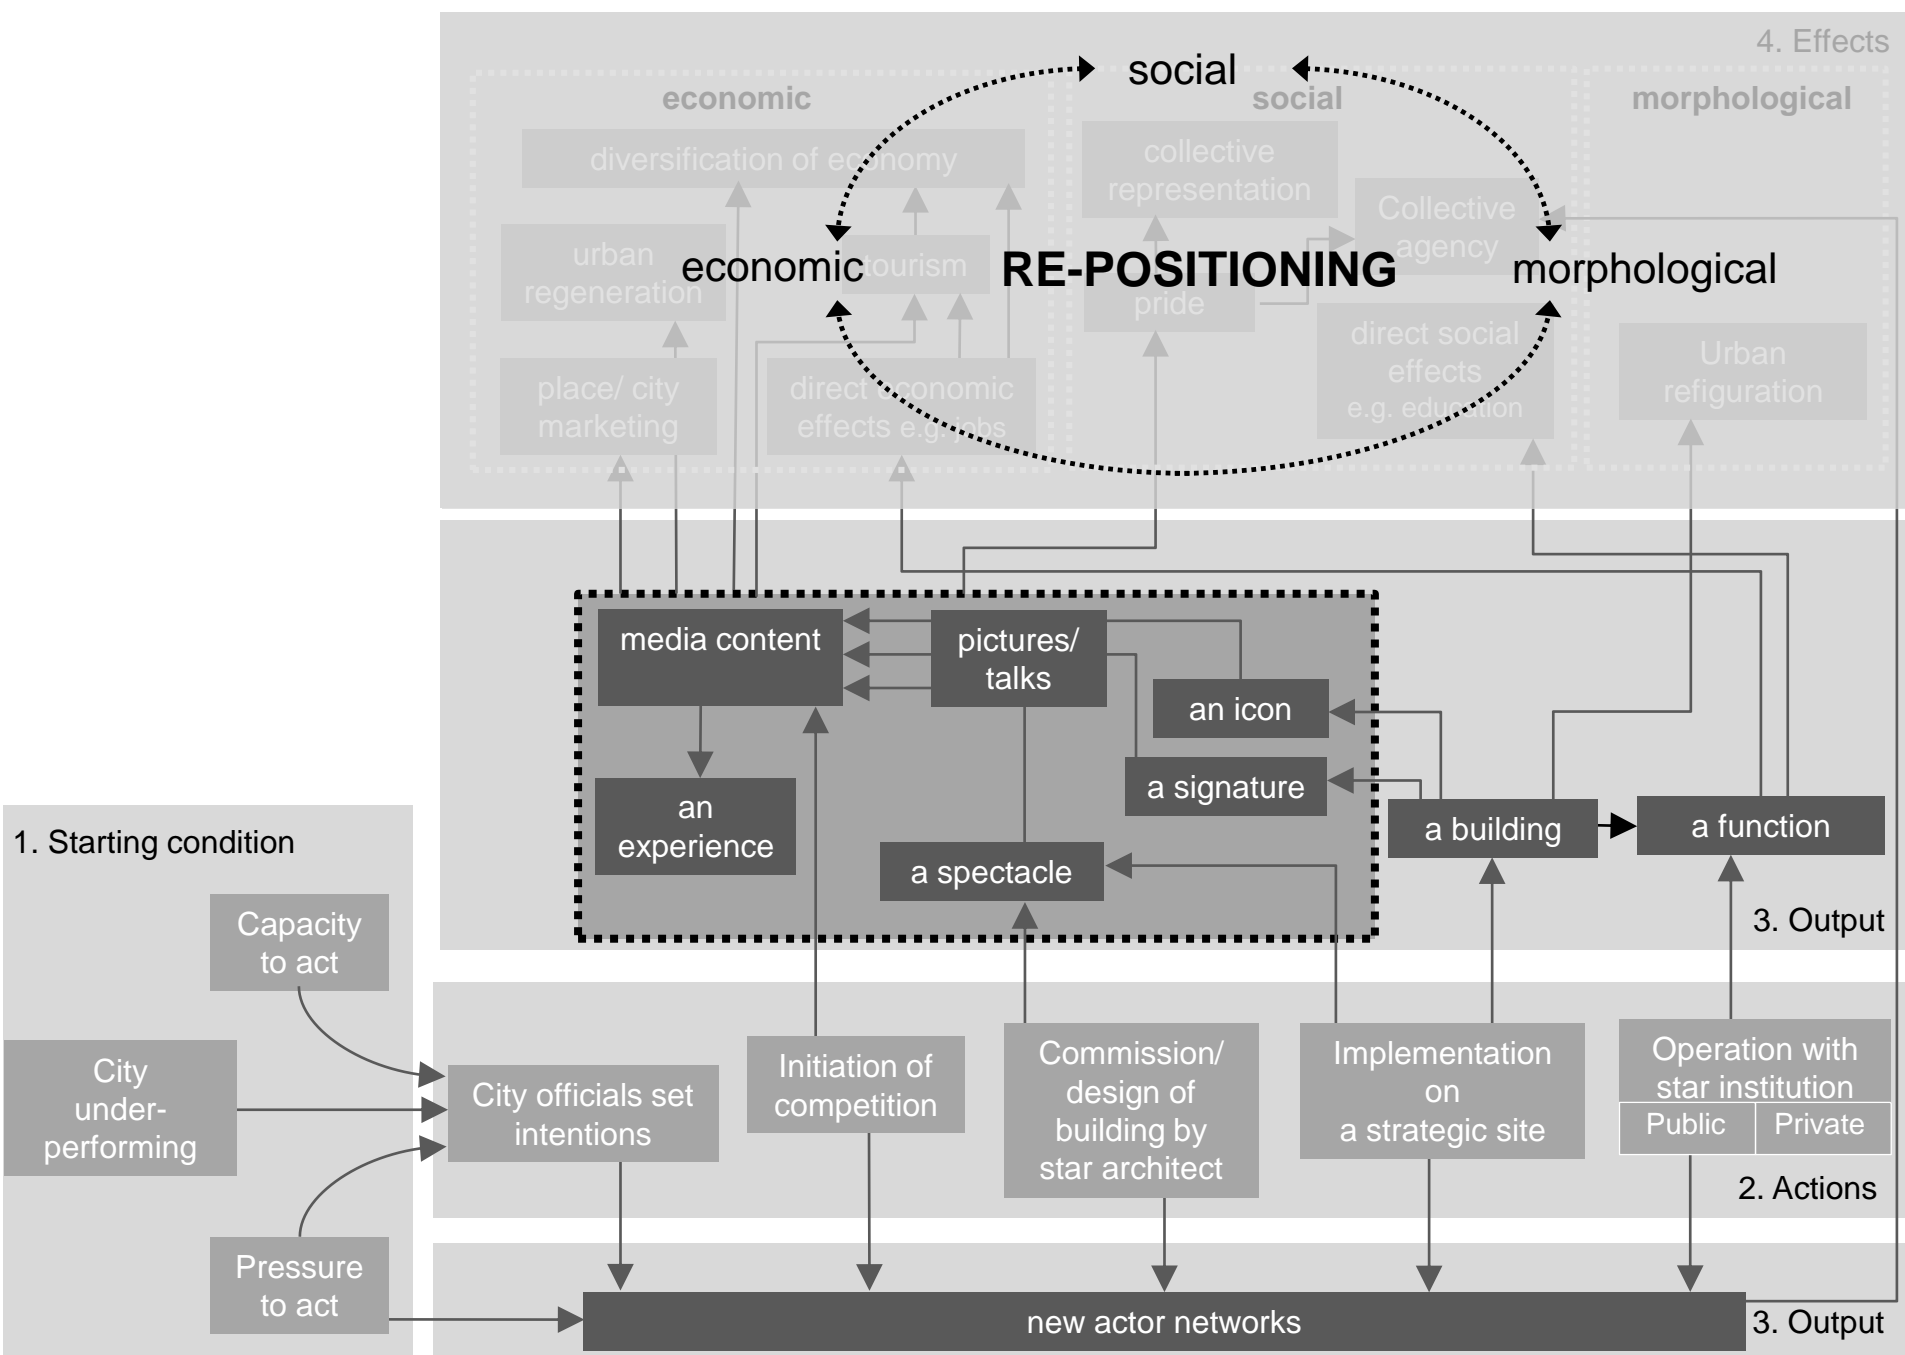 4. Effects
social
economic
social
morphological
diversification of economy
collective
representation
Collective
agency
urban
regeneration
economic
tourism
RE-POSITIONING
morphological
pride
direct social
effects
e.g. education
Urban
refiguration
place/ city
marketing
direct economic
effects e.g. jobs
media content
pictures/
talks
an icon
a signature
an
experience
a building
a function
a spectacle
3. Output
1. Starting condition
Capacity
to act
City
under-
performing
Pressure
to act
City officials set
intentions
Initiation of
competition
Commission/
design of
building by
star architect
Implementation
on
a strategic site
Operation with
star institution
Public
Private
2. Actions
new actor networks
3. Output